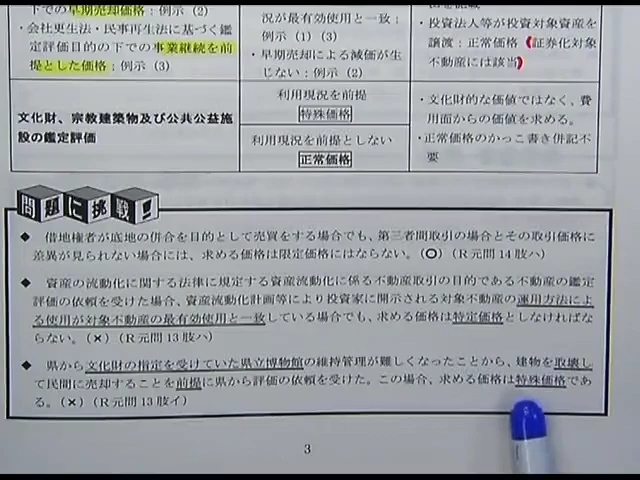 下での早期売却価格：例示（2）
・会社更生法・民事再生法に基づく鑑
定評価目的の下での事業継続を前
提とした価格：例示（3）
況が最有効使用と一致：
例示（1）（3）
・早期売却による減価が生
じない：例示（2）
・投資法人等が投資対象資産を
譲渡：正常価格（証券化対象
不動産には該当）
文化財、宗教建築物及び公共公益施
設の鑑定評価
利用現況を前提
特殊価格
利用現況を前提としない
正常価格
・文化財的な価値ではなく、費
用面からの価値を求める。
・正常価格のかっこ書き併記不
要
問題に挑戦！
◆ 借地権者が底地の併合を目的として売買をする場合でも、第三者間取引の場合とその取引価格に
差異が見られない場合には、求める価格は限定価格にはならない。（○）（R元問14肢ハ）
◆ 資産の流動化に関する法律に規定する資産流動化に係る不動産取引の目的である不動産の鑑定
評価の依頼を受けた場合、資産流動化計画等により投資家に開示される対象不動産の運用方法によ
る使用が対象不動産の最有効使用と一致している場合でも、求める価格は特定価格としなければな
らない。（×）（R元問13肢ハ）
◆ 県から文化財の指定を受けていた県立博物館の維持管理が難しくなったことから、建物を取壊し
て民間に売却することを前提に県から評価の依頼を受けた。この場合、求める価格は特殊価格であ
る。（×）（R元問13肢イ）
3